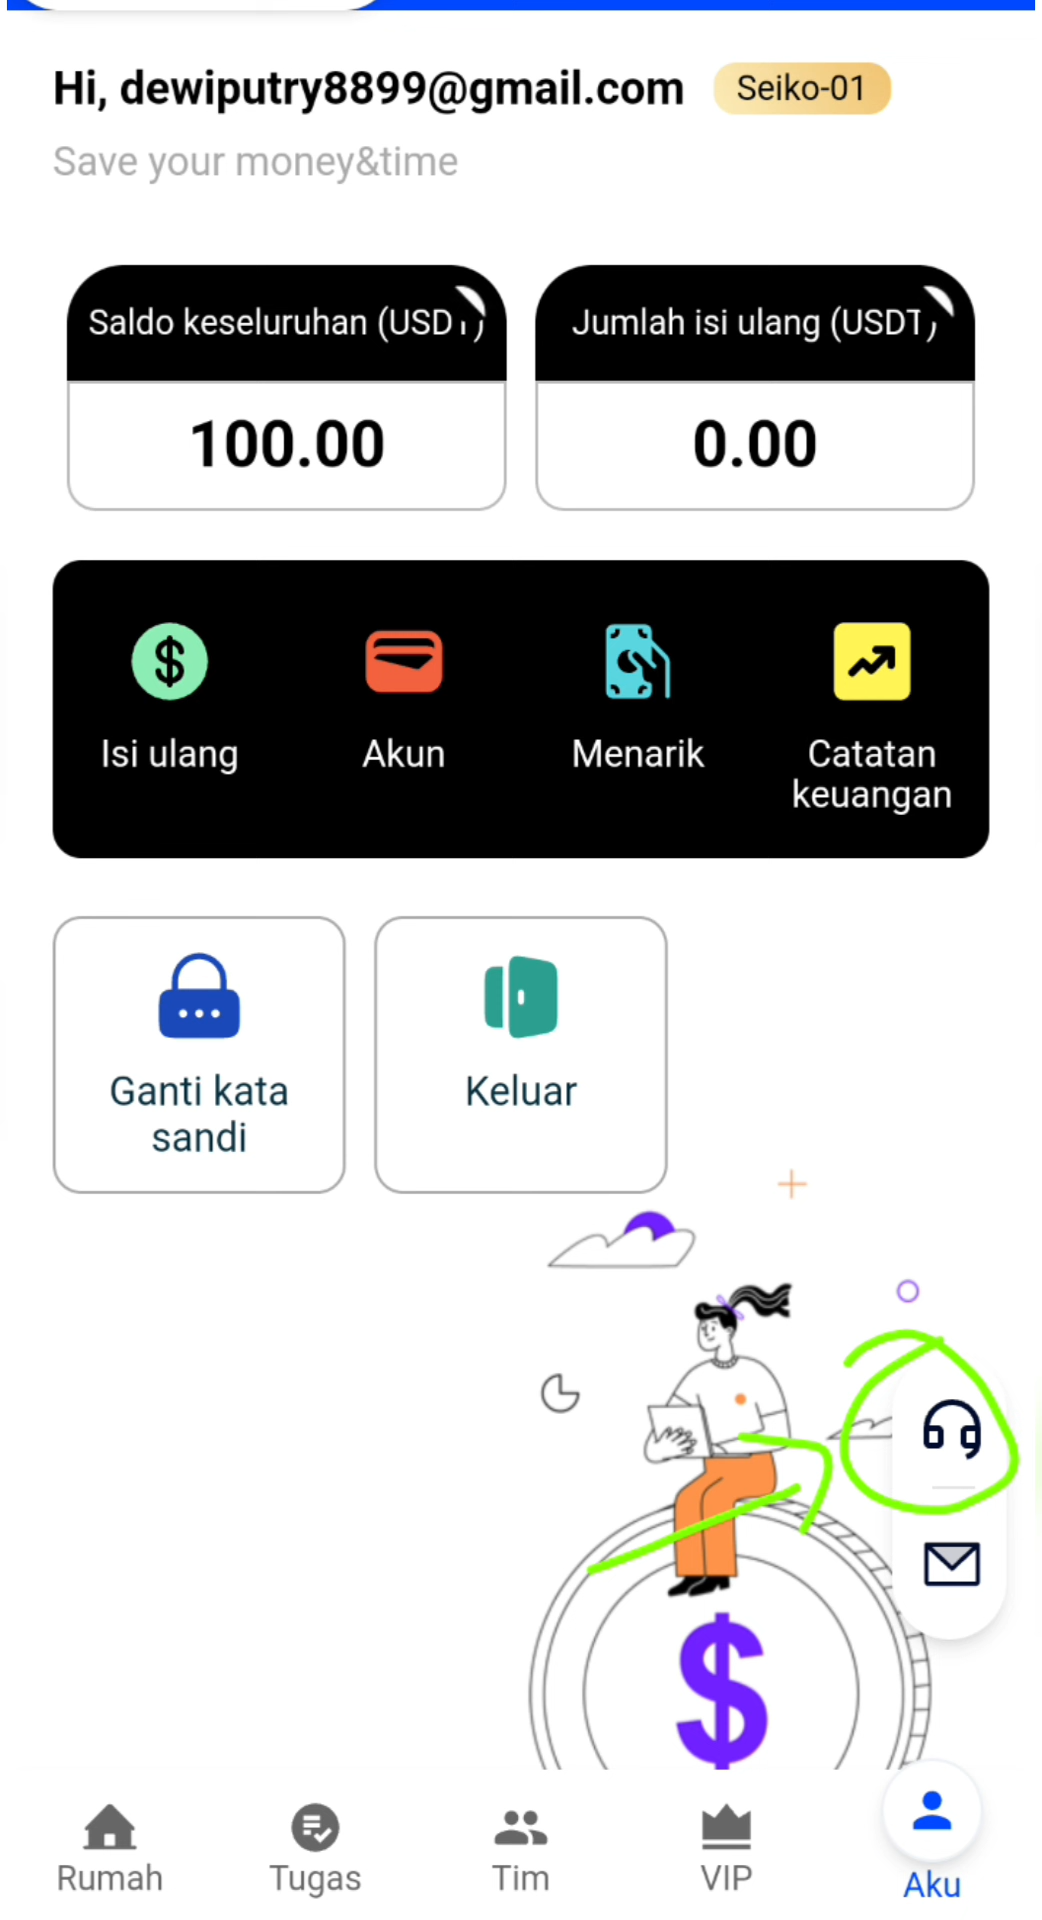 Hi, dewiputry8899@gmail.com Seiko-01
Save your money&time
Saldo keseluruhan (USDT)
Jumlah isi ulang (USDT)
100.00
0.00
$
Isi ulang
Akun
Menarik
Catatan
keuangan
Ganti kata
sandi
Keluar
$
Rumah
Tugas
Tim
VIP
Aku